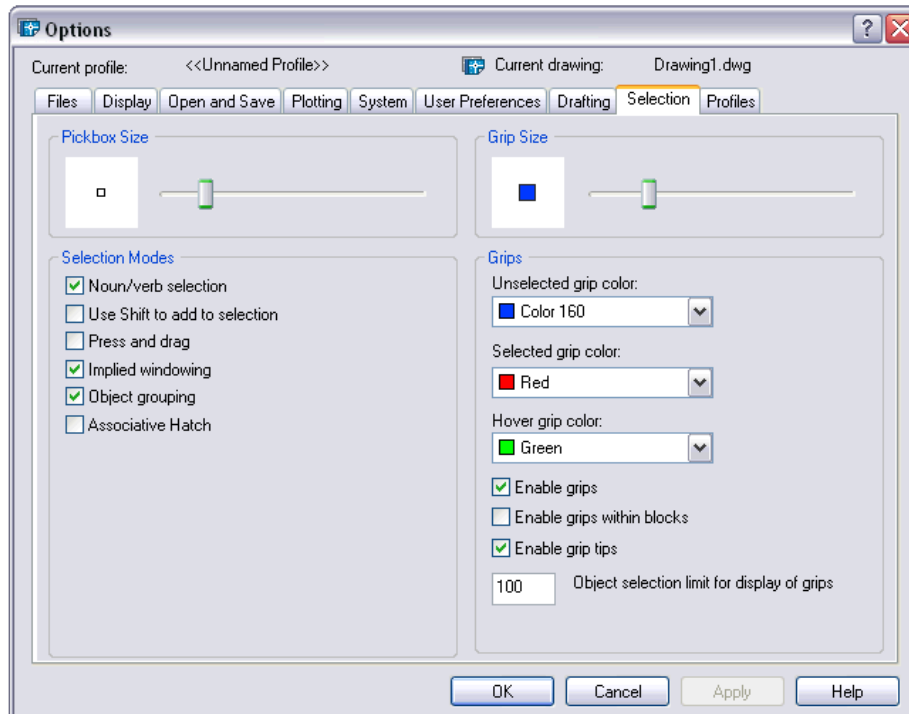 Options
Current profile: <<Unnamed Profile>> Current drawing: Drawing1.dwg
Files Display Open and Save Plotting System User Preferences Drafting Selection Profiles
Pickbox Size
Grip Size
Selection Modes
Noun/verb selection
Use Shift to add to selection
Press and drag
Implied windowing
Object grouping
Associative Hatch
Grips
Unselected grip color:
Color 160
Selected grip color:
Red
Hover grip color:
Green
Enable grips
Enable grips within blocks
Enable grip tips
100 Object selection limit for display of grips
OK Cancel Apply Help